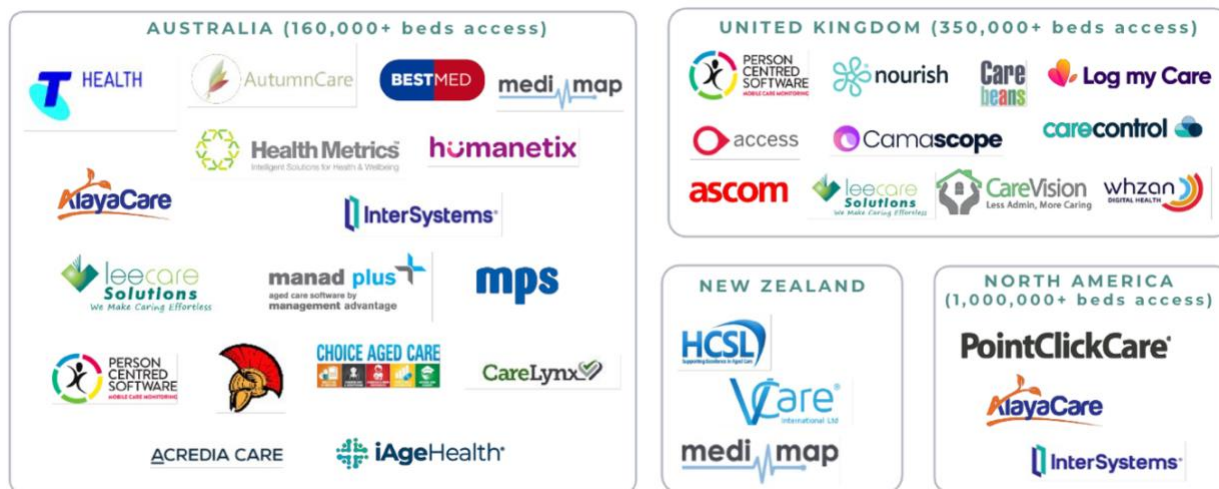 AUSTRALIA (160,000+ beds access)
T HEALTH
AutumnCare
BESTMED
medi map
Health Metrics™
Intelligent Solutions for Health & Wellbeing
humanetix
AlayaCare
InterSystems®
leecare
Solutions
We Make Caring Effortless
manad plus
aged care software by
management advantage
mps
PERSON
CENTRED
SOFTWARE
MOBILE CARE MONITORING
CHOICE AGED CARE
CareLynx
ACREDIA CARE
iAgeHealth®
UNITED KINGDOM (350,000+ beds access)
PERSON
CENTRED
SOFTWARE
MOBILE CARE MONITORING
nourish
Care
beans
Log my Care
access
Camascope
carecontrol
ascom
leecare
Solutions
We Make Caring Effortless
CareVision
Less Admin, More Caring
whzan
DIGITAL HEALTH
NEW ZEALAND
HCSL
Supporting Excellence in Aged Care
VCare®
International Ltd
medi map
NORTH AMERICA
(1,000,000+ beds access)
PointClickCare®
AlayaCare
InterSystems®